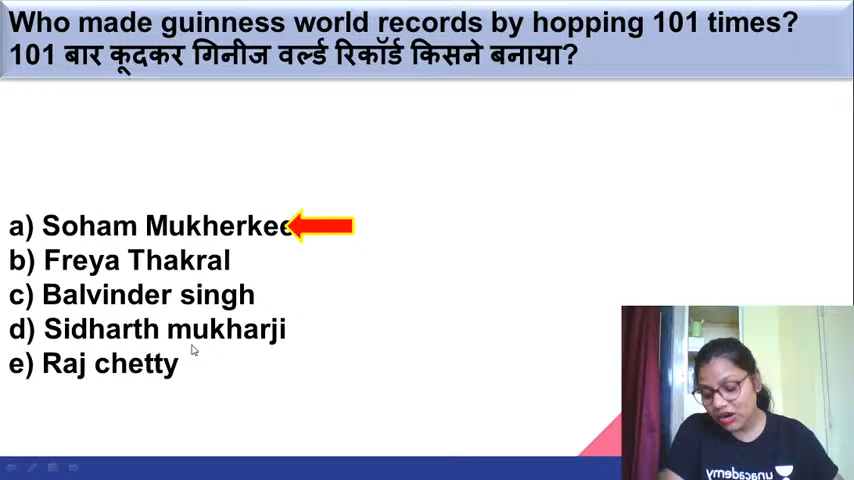 Who made guinness world records by hopping 101 times?
101 बार कूदकर गिनीज वर्ल्ड रिकॉर्ड किसने बनाया?
a) Soham Mukherkee
b) Freya Thakral
c) Balvinder singh
d) Sidharth mukharji
e) Raj chetty
unacademy